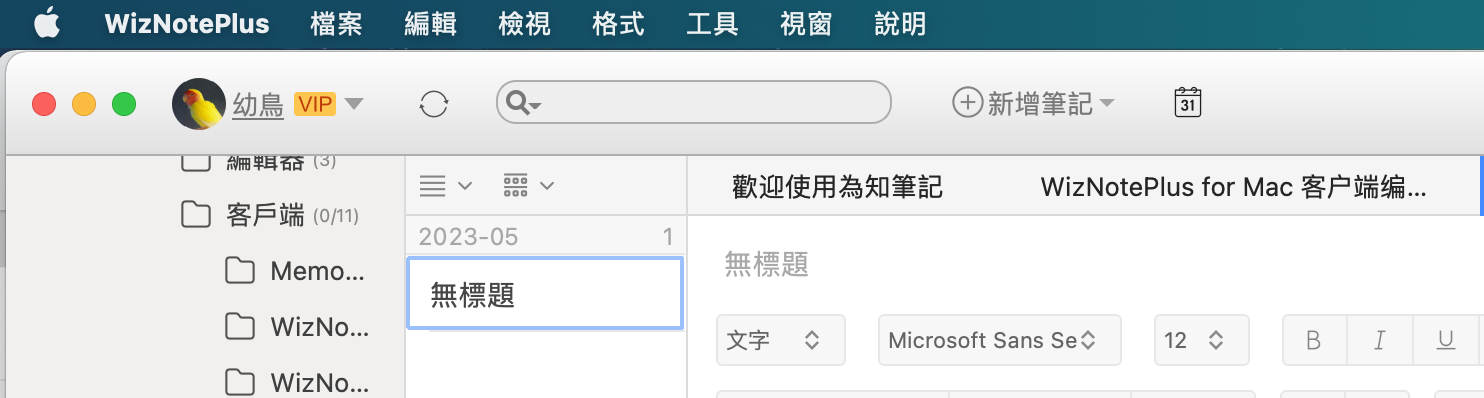 WizNotePlus 檔案 編輯 檢視 格式 工具 視窗 說明
幼鳥 VIP 新增筆記 31
編輯器 (3)
客戶端 (0/11)
Memo...
WizNo...
WizNo...
2023-05 1
無標題
歡迎使用為知筆記 WizNotePlus for Mac 客户端编...
無標題
文字 Microsoft Sans Se 12 B I U